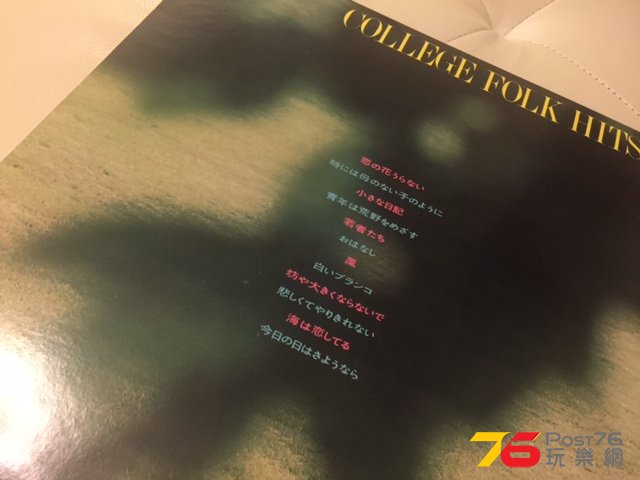 COLLEGE FOLK HITS
恋の花うらない
時には母のない子のように
小さな日記
青年は荒野をめざす
若者たち
おはなし
風
白いブランコ
坊や大きくならないで
悲しくてやりきれない
海は恋してる
今日の日はさようなら
76 Post76
玩樂網